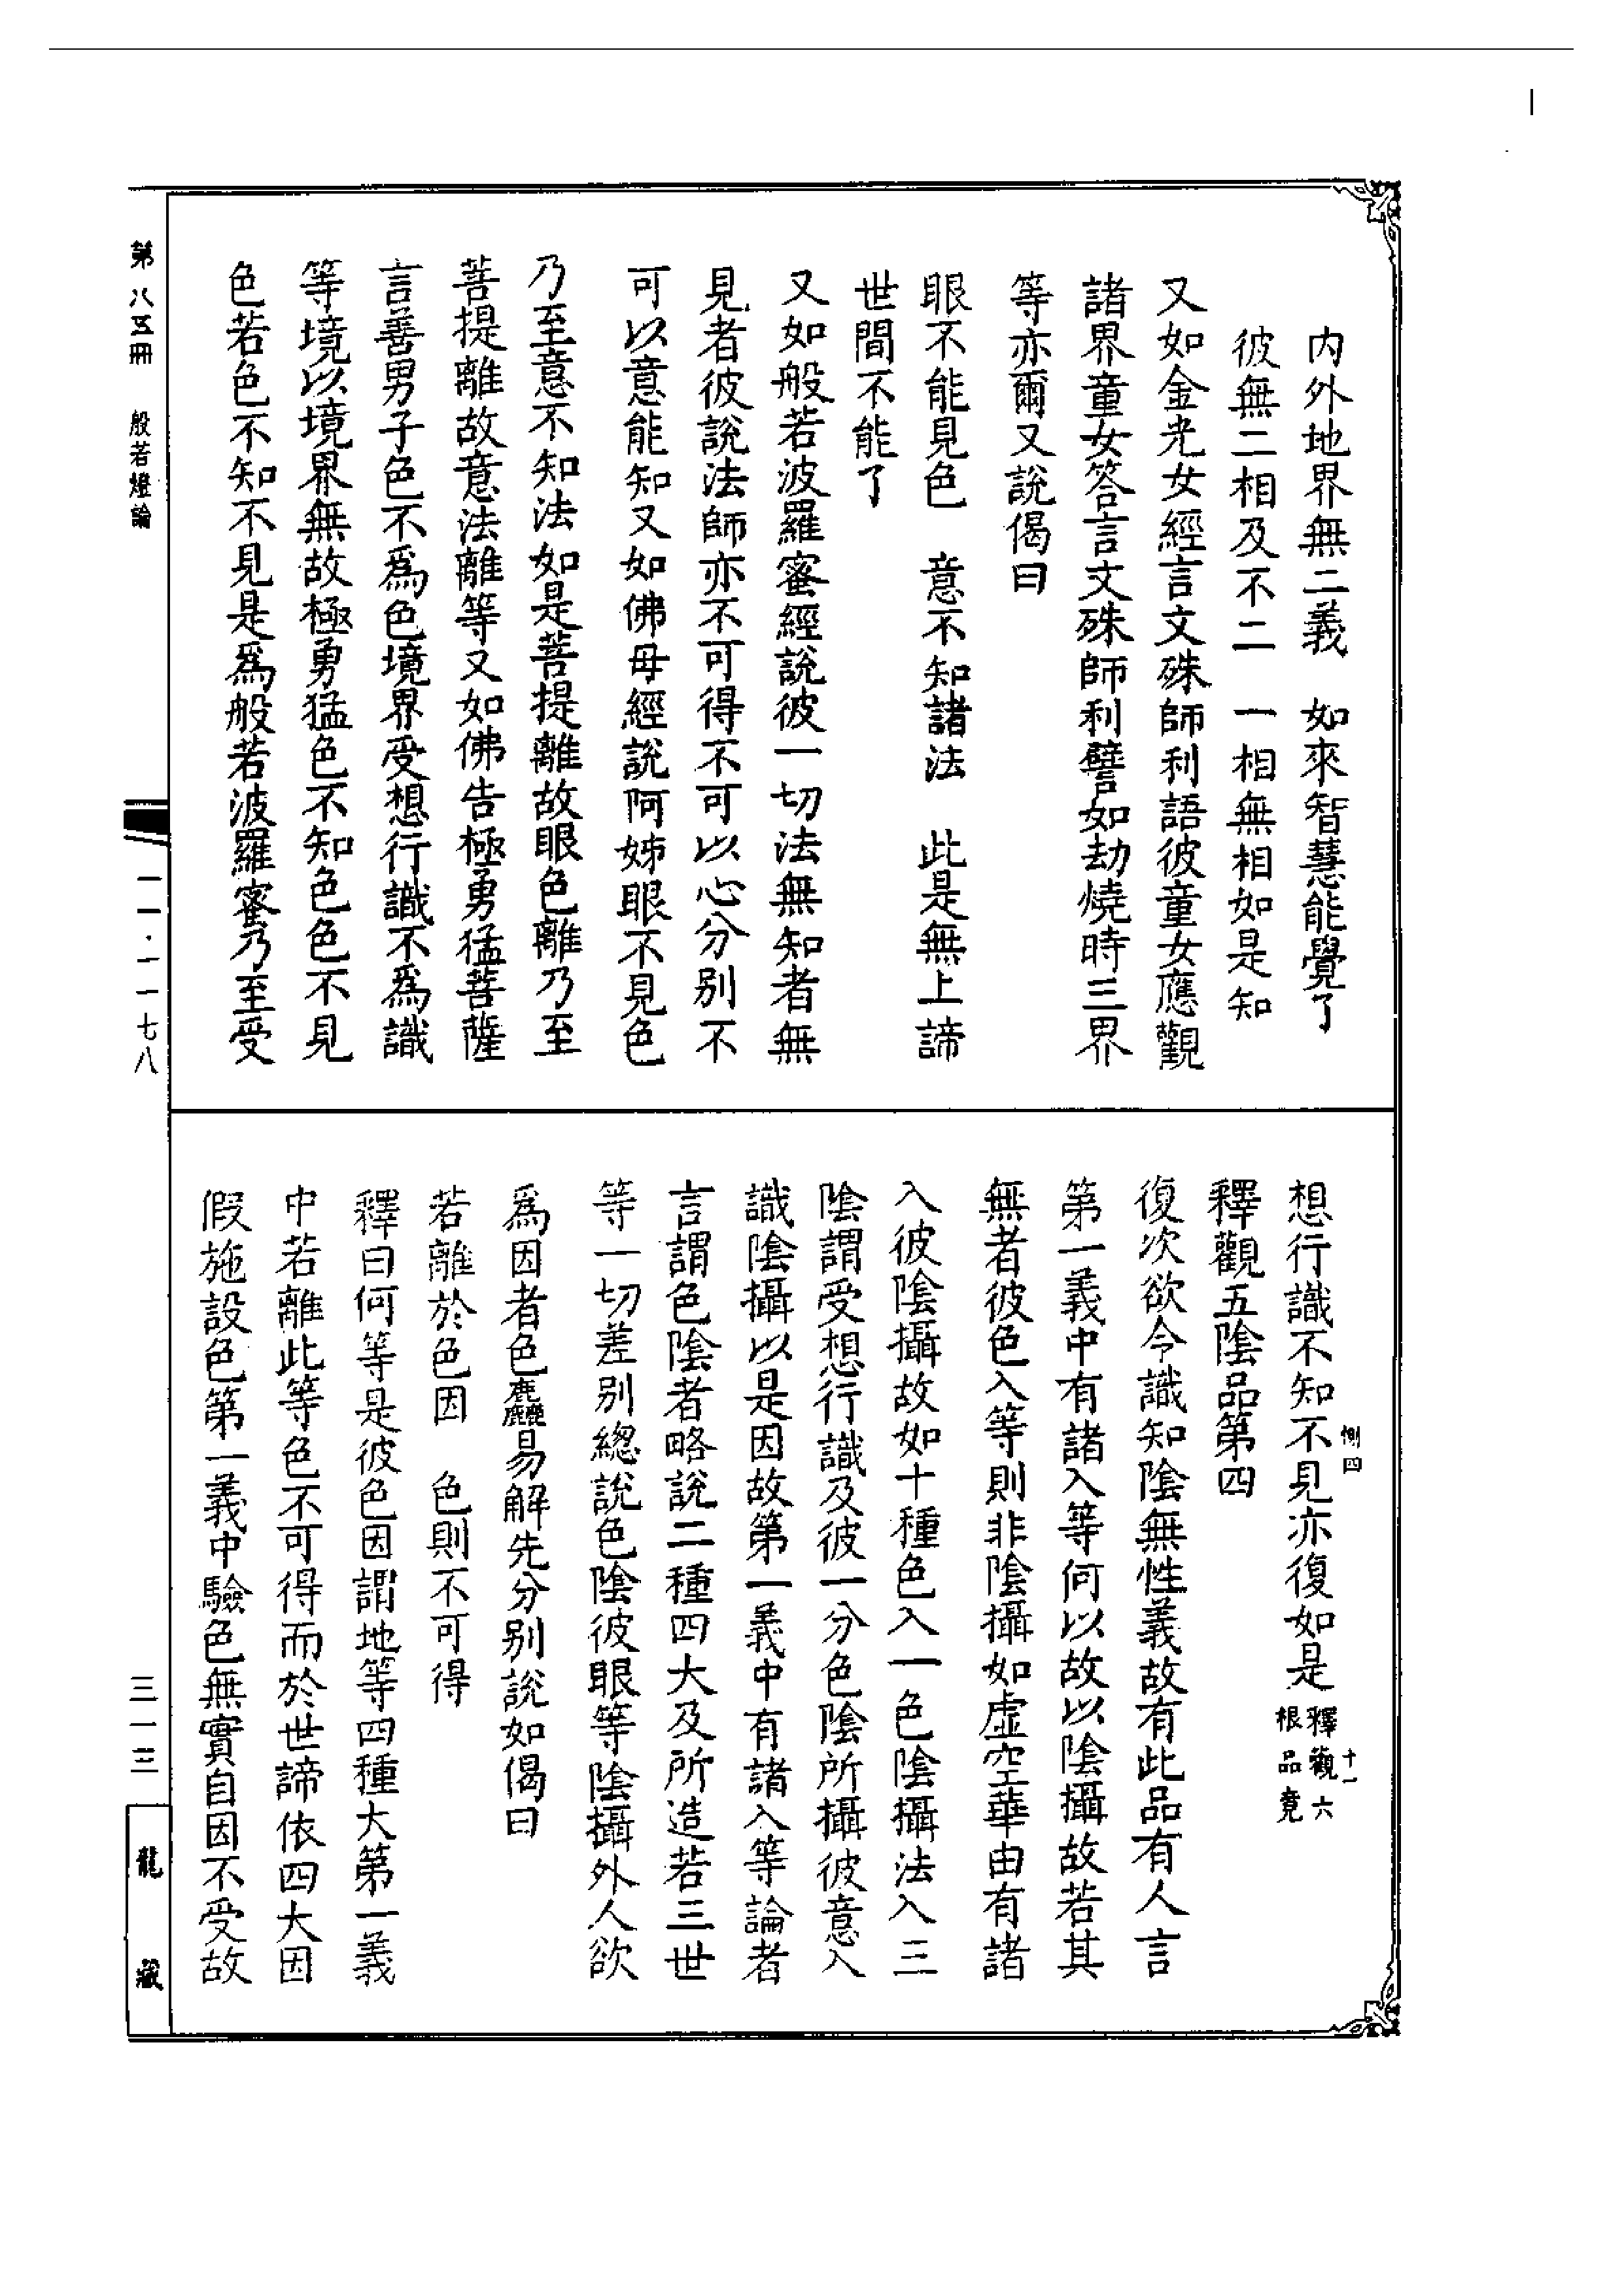 内外地界無二義　如來智慧能覺了
彼無二相及不二　一相無相如是知
又如金光女經言文殊師利語彼童女應觀
諸界童女答言文殊師利譬如劫燒時三界
等亦爾又說偈曰
眼不能見色　意不知諸法　此是無上諦
世間不能了
又如般若波羅蜜經說彼一切法無知者無
見者彼說法師亦不可得不可以心分別不
可以意能知又如佛母經說阿姊眼不見色
乃至意不知法如是菩提離故眼色離乃至
菩提離故意法離等又如佛告極勇猛菩薩
言善男子色不為色境界受想行識不為識
等境以境界無故極勇猛色不知色色不見
色若色不知不見是為般若波羅蜜乃至受
想行識不知不見亦復如是釋觀六根品竟
惻四
十一
釋觀五陰品第四
復次欲令識知陰無性義故有此品有人言
第一義中有諸入等何以故以陰攝故若其
無者彼色入等則非陰攝如虛空華由有諸
入彼陰攝故如十種色入一色陰攝法入三
陰謂受想行識及彼一分色陰所攝彼意入
識陰攝以是因故第一義中有諸入等論者
言謂色陰者略說二種四大及所造若三世
等一切差別總說色陰彼眼等陰攝外人欲
為因者色麤易解先分別說如偈曰
若離於色因　色則不可得
釋曰何等是彼色因謂地等四種大第一義
中若離此等色不可得而於世諦依四大因
假施設色第一義中驗色無實自因不受故
第八五冊　般若燈論
一一·一一七八
三一三
龍藏